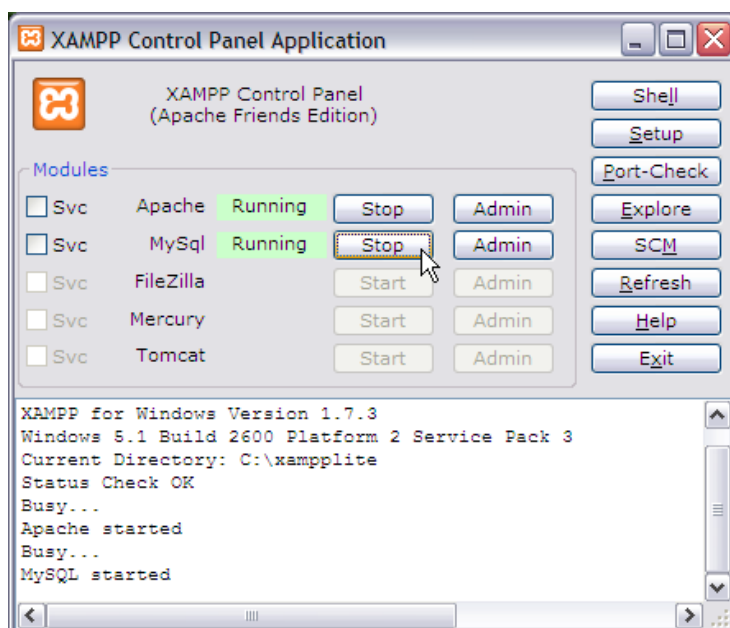 XAMPP Control Panel Application
XAMPP Control Panel
(Apache Friends Edition)
Shell
Setup
Port-Check
Explore
SCM
Refresh
Help
Exit
Modules
Svc Apache Running Stop Admin
Svc MySql Running Stop Admin
Svc FileZilla Start Admin
Svc Mercury Start Admin
Svc Tomcat Start Admin
XAMPP for Windows Version 1.7.3
Windows 5.1 Build 2600 Platform 2 Service Pack 3
Current Directory: C:\xampplite
Status Check OK
Busy...
Apache started
Busy...
MySQL started